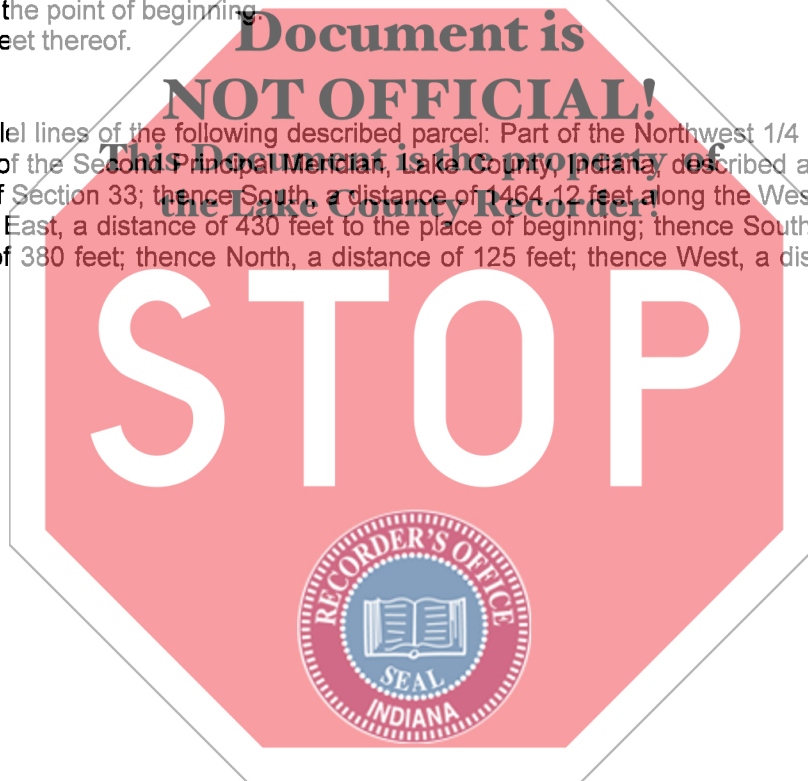 the point of beginning.
eet thereof.
Document is
NOT OFFICIAL!
This Document is the property of
the Lake County Recorder!
lel lines of the following described parcel: Part of the Northwest 1/4
of the Second Principal Meridian, Lake County, Indiana, described a
f Section 33; thence South, a distance of 1464.12 feet along the Wes
East, a distance of 430 feet to the place of beginning; thence South
of 380 feet; thence North, a distance of 125 feet; thence West, a dis
STOP
RECORDER'S OFFICE
SEAL
INDIANA